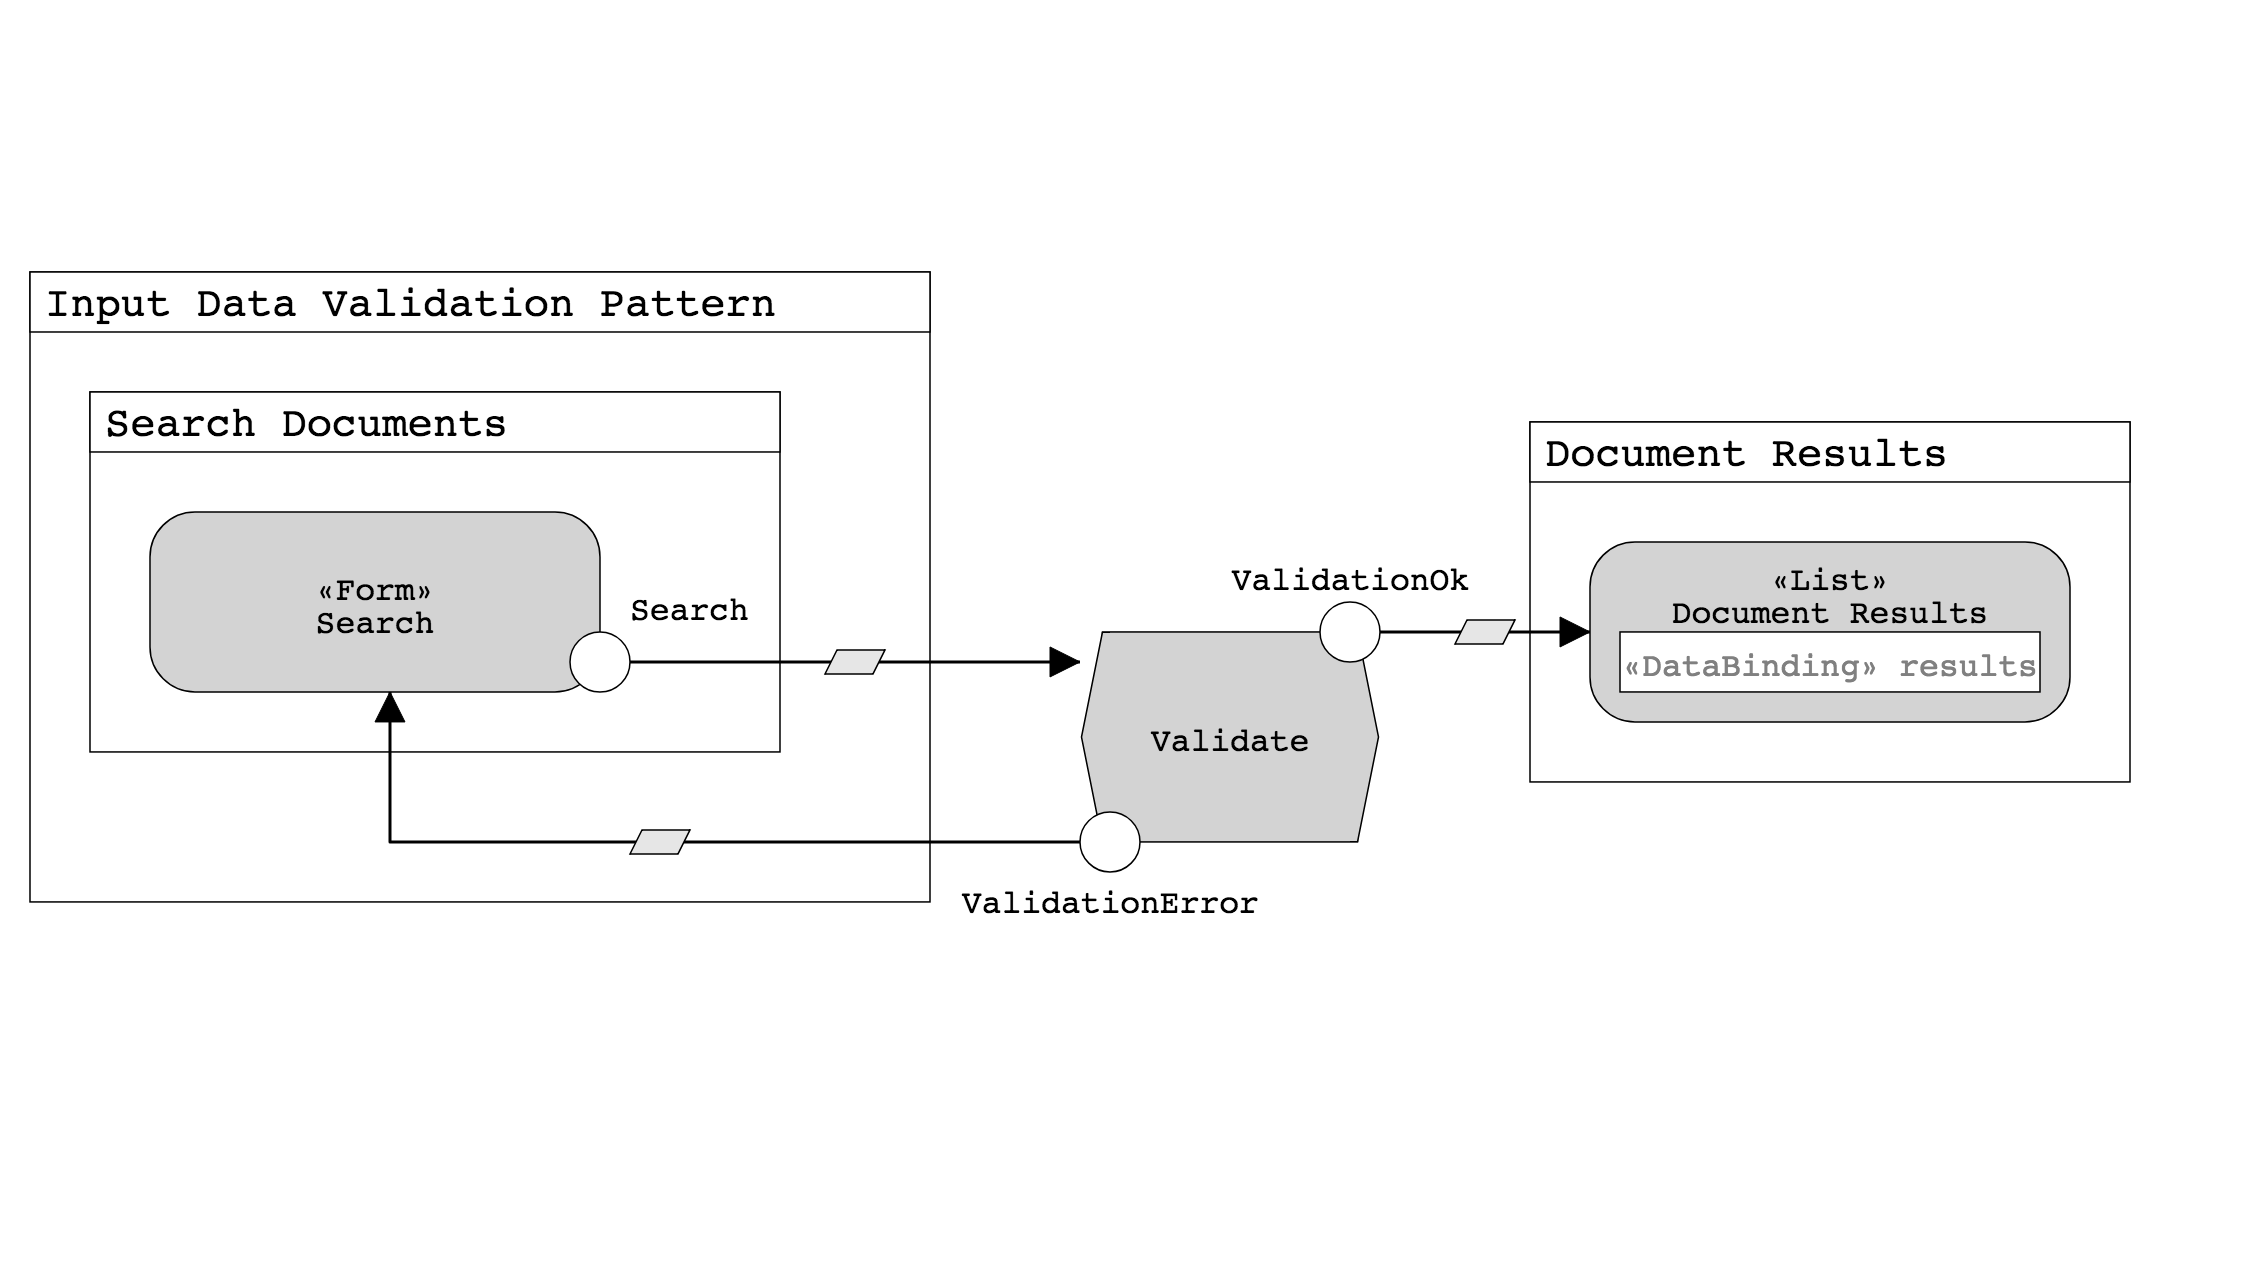 Input Data Validation Pattern
Search Documents
«Form»
Search
Search
ValidationOk
Validate
ValidationError
Document Results
«List»
Document Results
«DataBinding» results